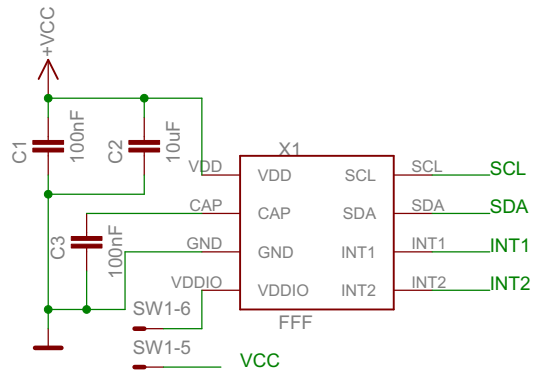 +VCC
C1
100nF
C2
10uF
X1
VDD
VDD
SCL
SCL
SCL
CAP
CAP
SDA
SDA
SDA
C3
100nF
GND
GND
INT1
INT1
INT1
VDDIO
VDDIO
INT2
INT2
INT2
SW1-6
FFF
SW1-5
VCC